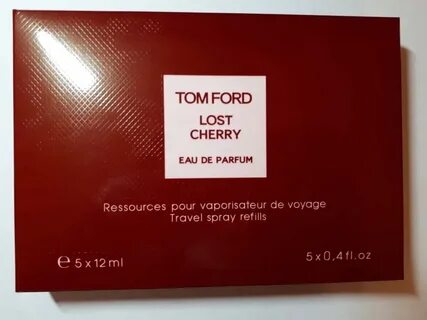 TOM FORD
LOST
CHERRY
EAU DE PARFUM
Ressources pour vaporisateur de voyage
Travel spray refills
℮ 5 x 12 ml
5 x 0,4 fl.oz